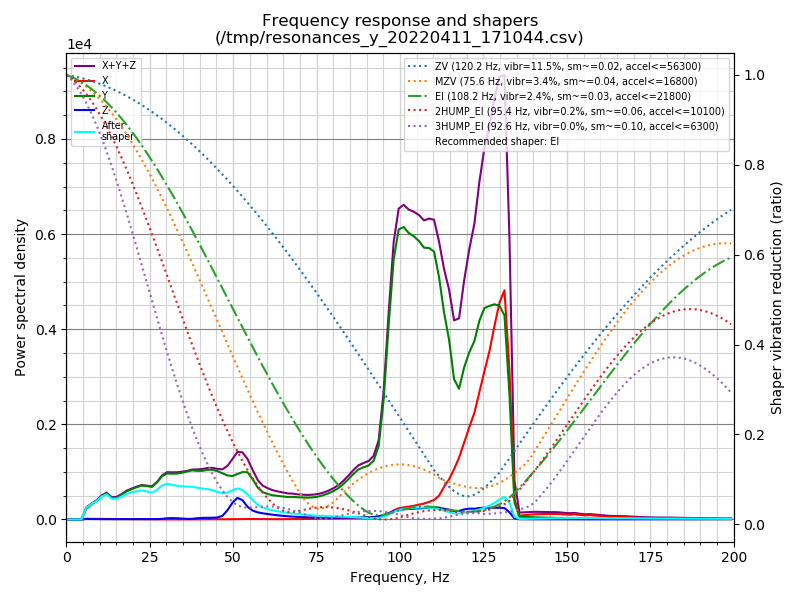 Frequency response and shapers
(/tmp/resonances_y_20220411_171044.csv)
1e4
X+Y+Z
X
Y
Z
After
shaper
ZV (120.2 Hz, vibr=11.5%, sm~=0.02, accel<=56300)
MZV (75.6 Hz, vibr=3.4%, sm~=0.04, accel<=16800)
EI (108.2 Hz, vibr=2.4%, sm~=0.03, accel<=21800)
2HUMP_EI (95.4 Hz, vibr=0.2%, sm~=0.06, accel<=10100)
3HUMP_EI (92.6 Hz, vibr=0.0%, sm~=0.10, accel<=6300)
Recommended shaper: EI
Power spectral density
0.8
0.6
0.4
0.2
0.0
1.0
0.8
0.6
0.4
0.2
0.0
Shaper vibration reduction (ratio)
0 25 50 75 100 125 150 175 200
Frequency, Hz